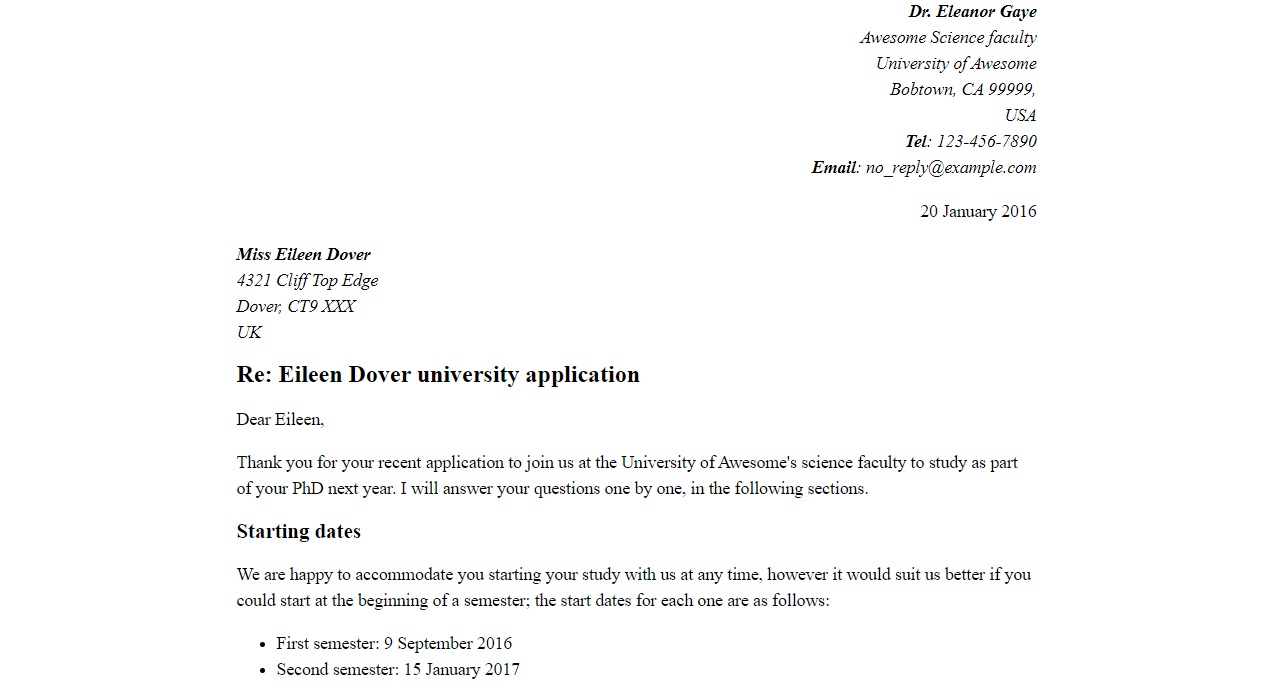 Dr. Eleanor Gaye
Awesome Science faculty
University of Awesome
Bobtown, CA 99999,
USA
Tel: 123-456-7890
Email: no_reply@example.com
20 January 2016
Miss Eileen Dover
4321 Cliff Top Edge
Dover, CT9 XXX
UK
Re: Eileen Dover university application
Dear Eileen,
Thank you for your recent application to join us at the University of Awesome's science faculty to study as part
of your PhD next year. I will answer your questions one by one, in the following sections.
Starting dates
We are happy to accommodate you starting your study with us at any time, however it would suit us better if you
could start at the beginning of a semester; the start dates for each one are as follows:
• First semester: 9 September 2016
• Second semester: 15 January 2017